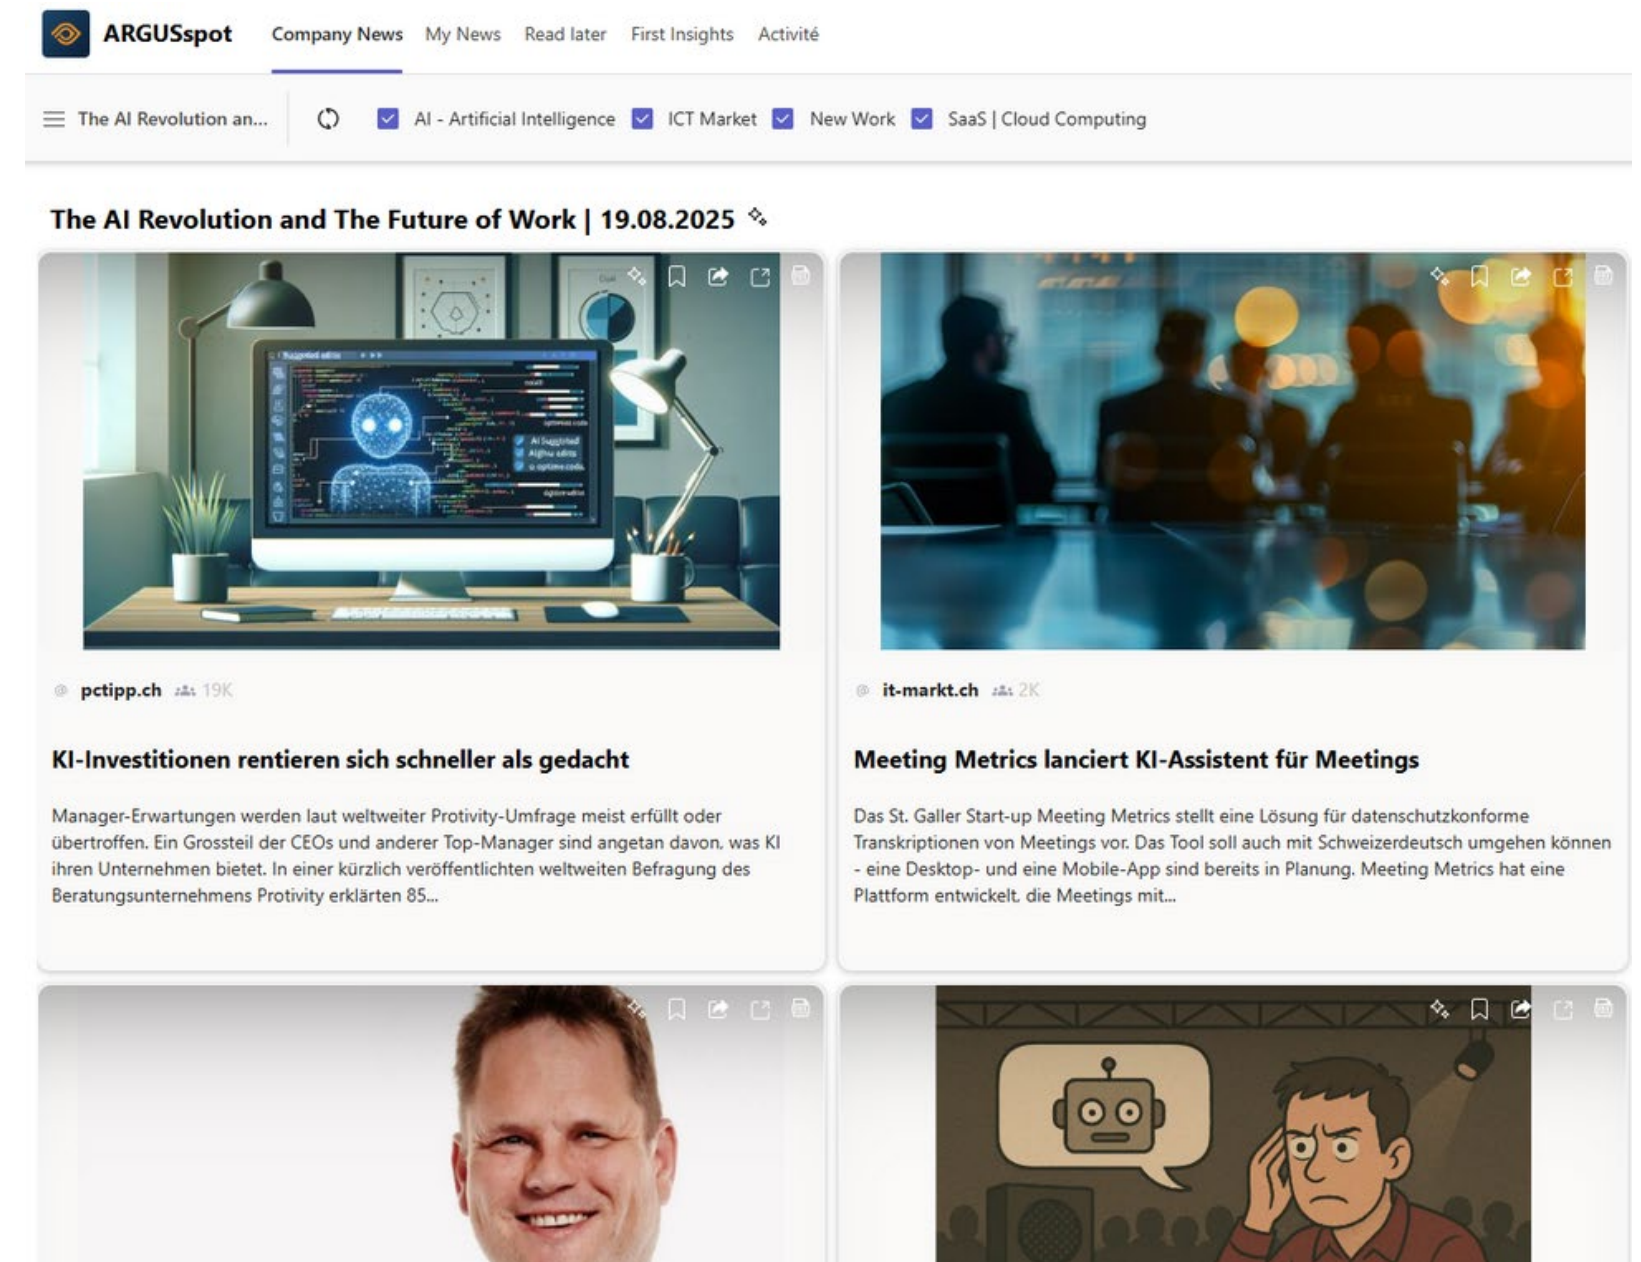 ARGUSspot
Company News My News Read later First Insights Activité
The AI Revolution an... AI - Artificial Intelligence ICT Market New Work SaaS | Cloud Computing
The AI Revolution and The Future of Work | 19.08.2025
Suggested edits
AI Suggisted
@ pctipp.ch 19K
KI-Investitionen rentieren sich schneller als gedacht
Manager-Erwartungen werden laut weltweiter Protivity-Umfrage meist erfüllt oder
übertroffen. Ein Grossteil der CEOs und anderer Top-Manager sind angetan davon, was KI
ihren Unternehmen bietet. In einer kürzlich veröffentlichten weltweiten Befragung des
Beratungsunternehmens Protivity erklärten 85...
@ it-markt.ch 2K
Meeting Metrics lanciert KI-Assistent für Meetings
Das St. Galler Start-up Meeting Metrics stellt eine Lösung für datenschutzkonforme
Transkriptionen von Meetings vor. Das Tool soll auch mit Schweizerdeutsch umgehen können
- eine Desktop- und eine Mobile-App sind bereits in Planung. Meeting Metrics hat eine
Plattform entwickelt, die Meetings mit...